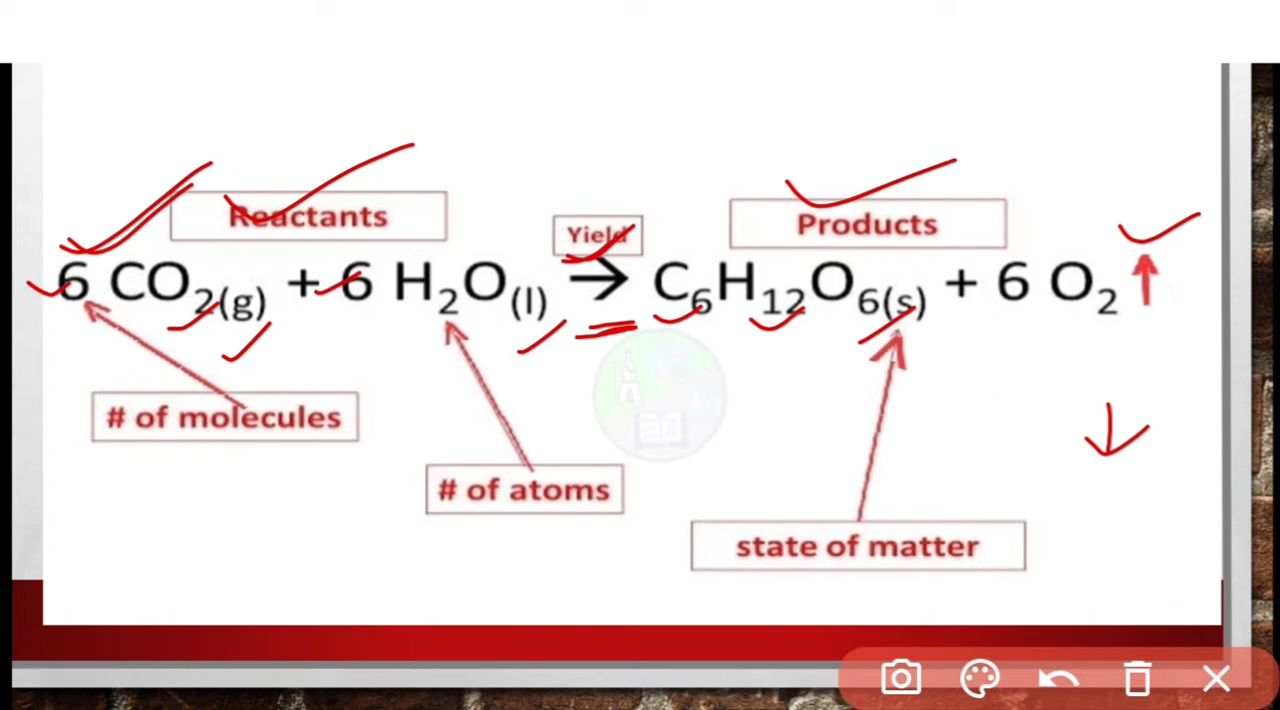 Reactants
Yield
Products
6 CO₂(g) + 6 H₂O(l) → C₆H₁₂O₆(s) + 6 O₂ ↑
# of molecules
# of atoms
state of matter